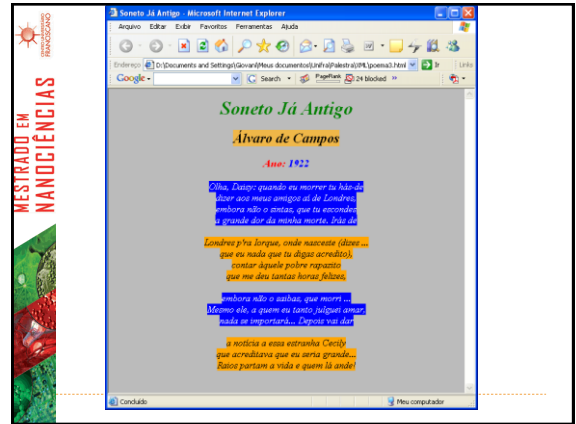 CENTRO UNIVERSITÁRIO
FRANCISCANO
MESTRADO EM
NANOCIÊNCIAS
Soneto Já Antigo - Microsoft Internet Explorer
Arquivo Editar Exibir Favoritos Ferramentas Ajuda
Endereço D:\Documents and Settings\Giovani\Meus documentos\Unifra\Palestra\XML\poema3.html Ir Links
Google Search PageRank 24 blocked
Soneto Já Antigo
Álvaro de Campos
Ano: 1922
Olha, Daisy: quando eu morrer tu hás-de
dizer aos meus amigos aí de Londres,
embora não o sintas, que tu escondes
a grande dor da minha morte. Irás de
Londres p'ra Iorque, onde nasceste (dizes ...
que eu nada que tu digas acredito),
contar àquele pobre rapazito
que me deu tantas horas felizes,
embora não o saibas, que morri ...
Mesmo ele, a quem eu tanto julguei amar,
nada se importará... Depois vai dar
a notícia a essa estranha Cecily
que acreditava que eu seria grande...
Raios partam a vida e quem lá ande!
Concluído Meu computador